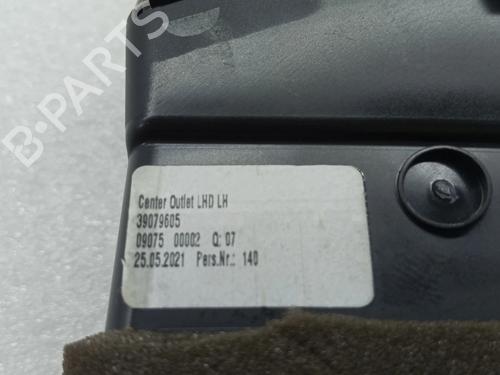 B-PARTS
Center Outlet LHD LH
39079605
09075 00002 Q: 07
25.05.2021 Pers.Nr.: 140